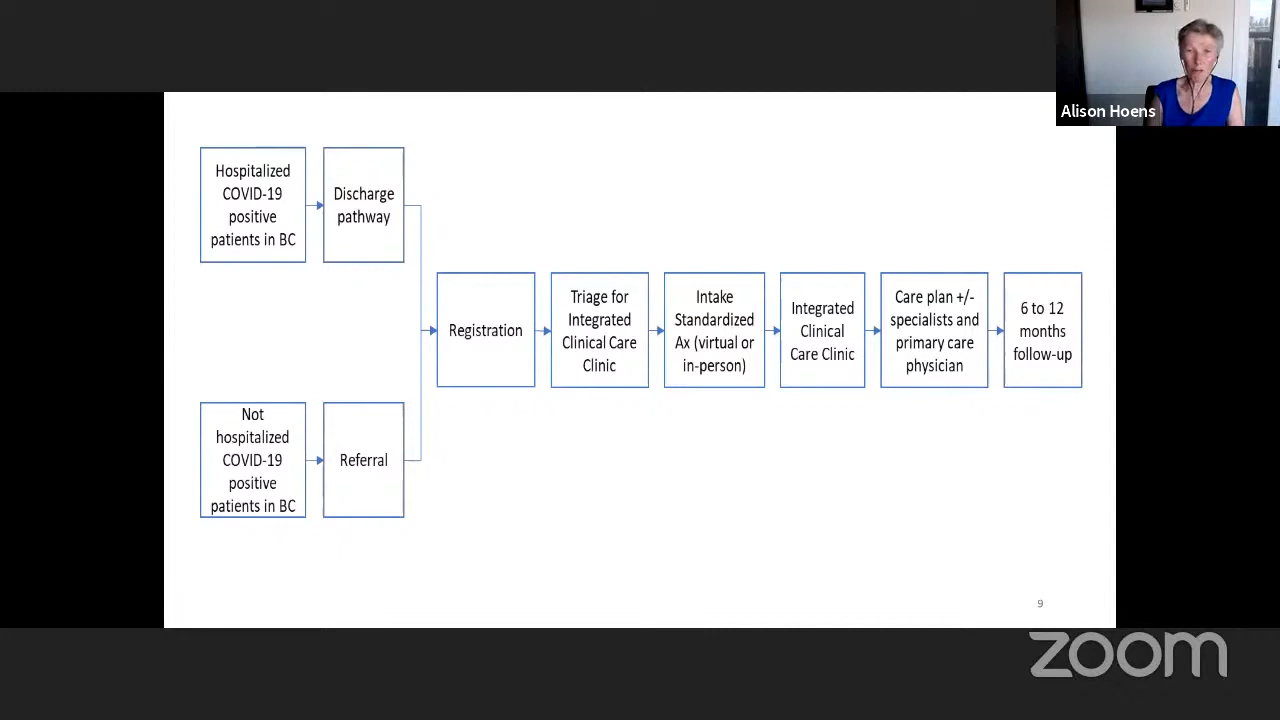 Alison Hoens
Hospitalized
COVID-19
positive
patients in BC
Discharge
pathway
Not
hospitalized
COVID-19
positive
patients in BC
Referral
Registration
Triage for
Integrated
Clinical Care
Clinic
Intake
Standardized
Ax (virtual or
in-person)
Integrated
Clinical
Care Clinic
Care plan +/-
specialists and
primary care
physician
6 to 12
months
follow-up
9
zoom